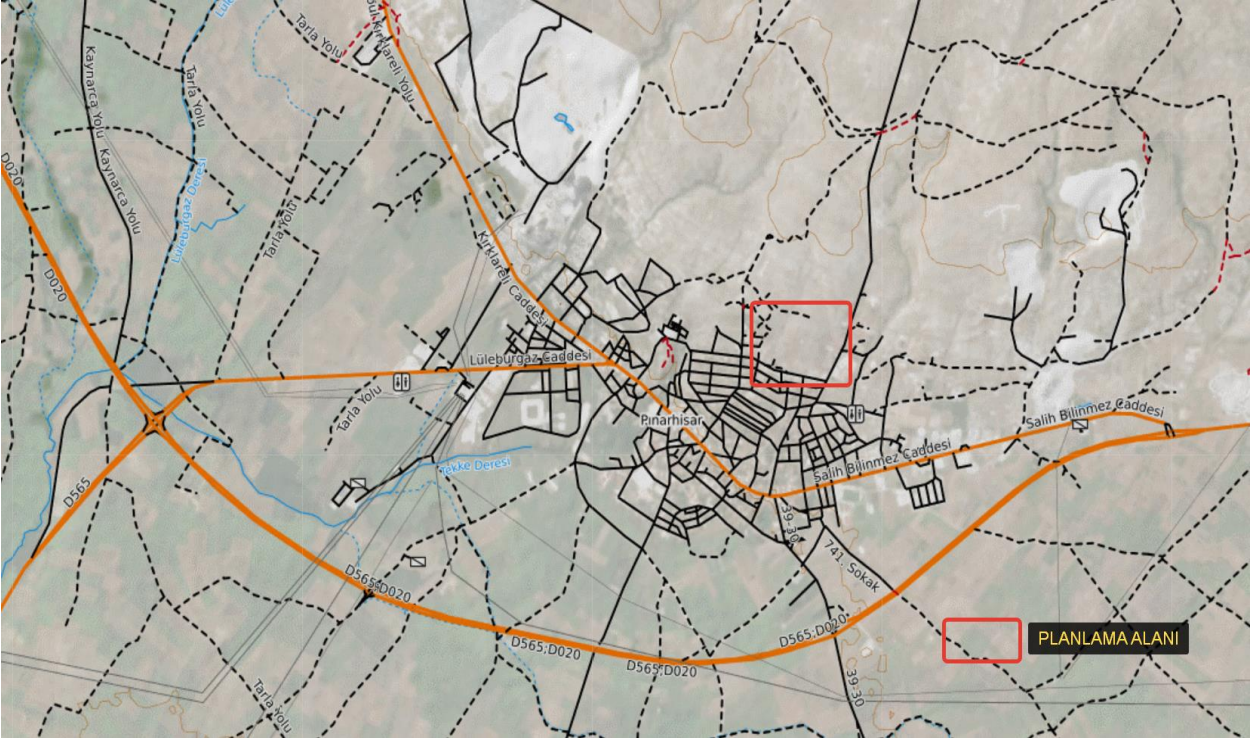 Tarla Yolu
Kaynarca Yolu
Tarla Yolu
Kırklareli Yolu
D020
Kaynarca Yolu
Lüleburgaz Deresi
Tarla Yolu
D020
Kırklareli Caddesi
Lüleburgaz Caddesi
Tarla Yolu
Pınarhisar
Salih Bilinmez Caddesi
Salih Bilinmez Caddesi
Tekke Deresi
D565
39-30
741. Sokak
D565;D020
D565;D020
D565;D020
D565;D020
PLANLAMA ALANI
39-30
Tarla Yolu